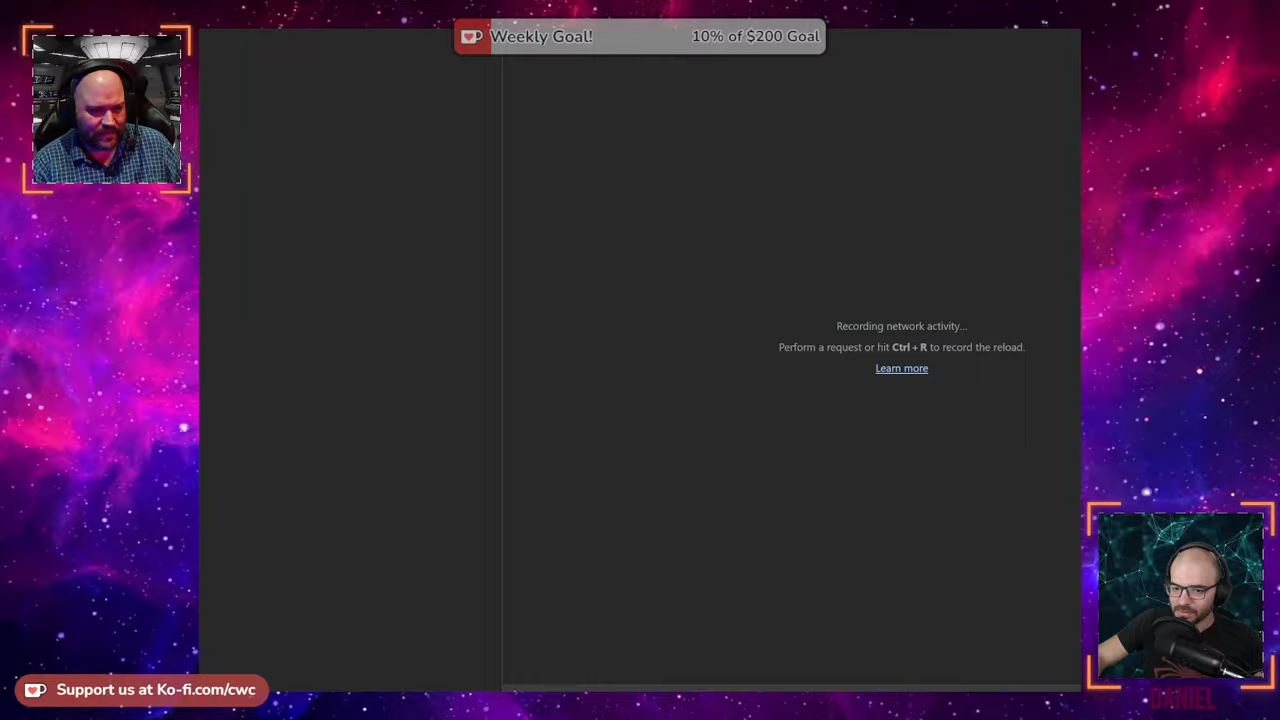 Weekly Goal!
10% of $200 Goal
Recording network activity...
Perform a request or hit Ctrl + R to record the reload.
Learn more
Support us at Ko-fi.com/cwc
DANIEL